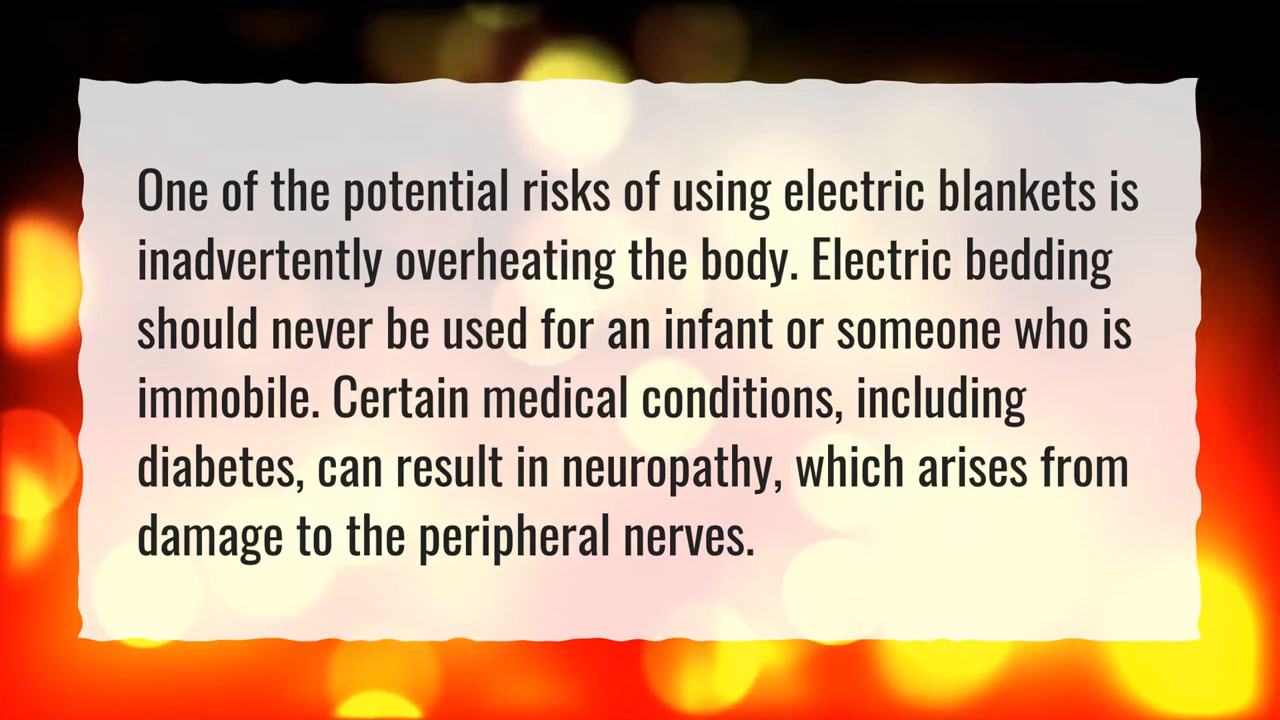 One of the potential risks of using electric blankets is
inadvertently overheating the body. Electric bedding
should never be used for an infant or someone who is
immobile. Certain medical conditions, including
diabetes, can result in neuropathy, which arises from
damage to the peripheral nerves.